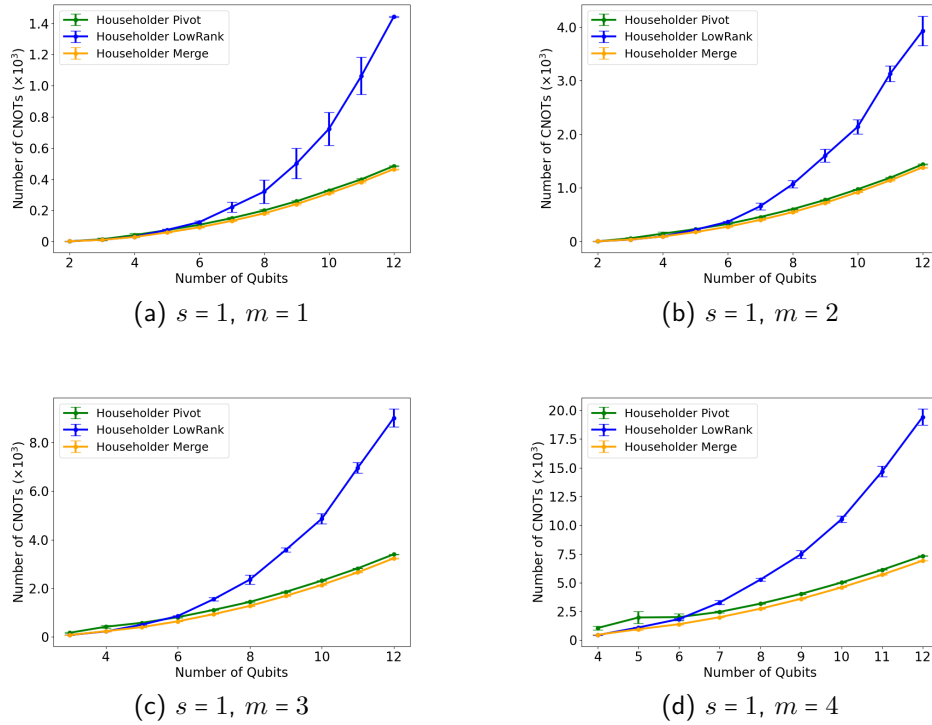 Number of CNOTs (×10³)
1.4
1.2
1.0
0.8
0.6
0.4
0.2
0
Householder Pivot
Householder LowRank
Householder Merge
2 4 6 8 10 12
Number of Qubits
(a) s = 1, m = 1
Number of CNOTs (×10³)
4.0
3.0
2.0
1.0
0
Householder Pivot
Householder LowRank
Householder Merge
2 4 6 8 10 12
Number of Qubits
(b) s = 1, m = 2
Number of CNOTs (×10³)
8.0
6.0
4.0
2.0
0
Householder Pivot
Householder LowRank
Householder Merge
4 6 8 10 12
Number of Qubits
(c) s = 1, m = 3
Number of CNOTs (×10³)
20.0
17.5
15.0
12.5
10.0
7.5
5.0
2.5
0
Householder Pivot
Householder LowRank
Householder Merge
4 5 6 7 8 9 10 11 12
Number of Qubits
(d) s = 1, m = 4